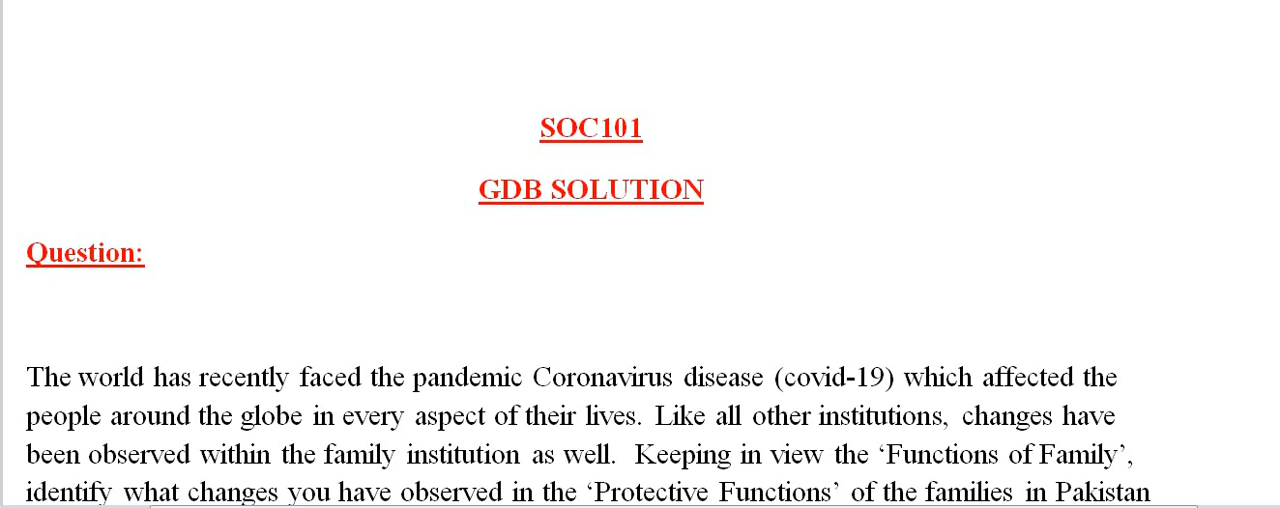 SOC101
GDB SOLUTION
Question:
The world has recently faced the pandemic Coronavirus disease (covid-19) which affected the
people around the globe in every aspect of their lives. Like all other institutions, changes have
been observed within the family institution as well. Keeping in view the ‘Functions of Family’,
identify what changes you have observed in the ‘Protective Functions’ of the families in Pakistan